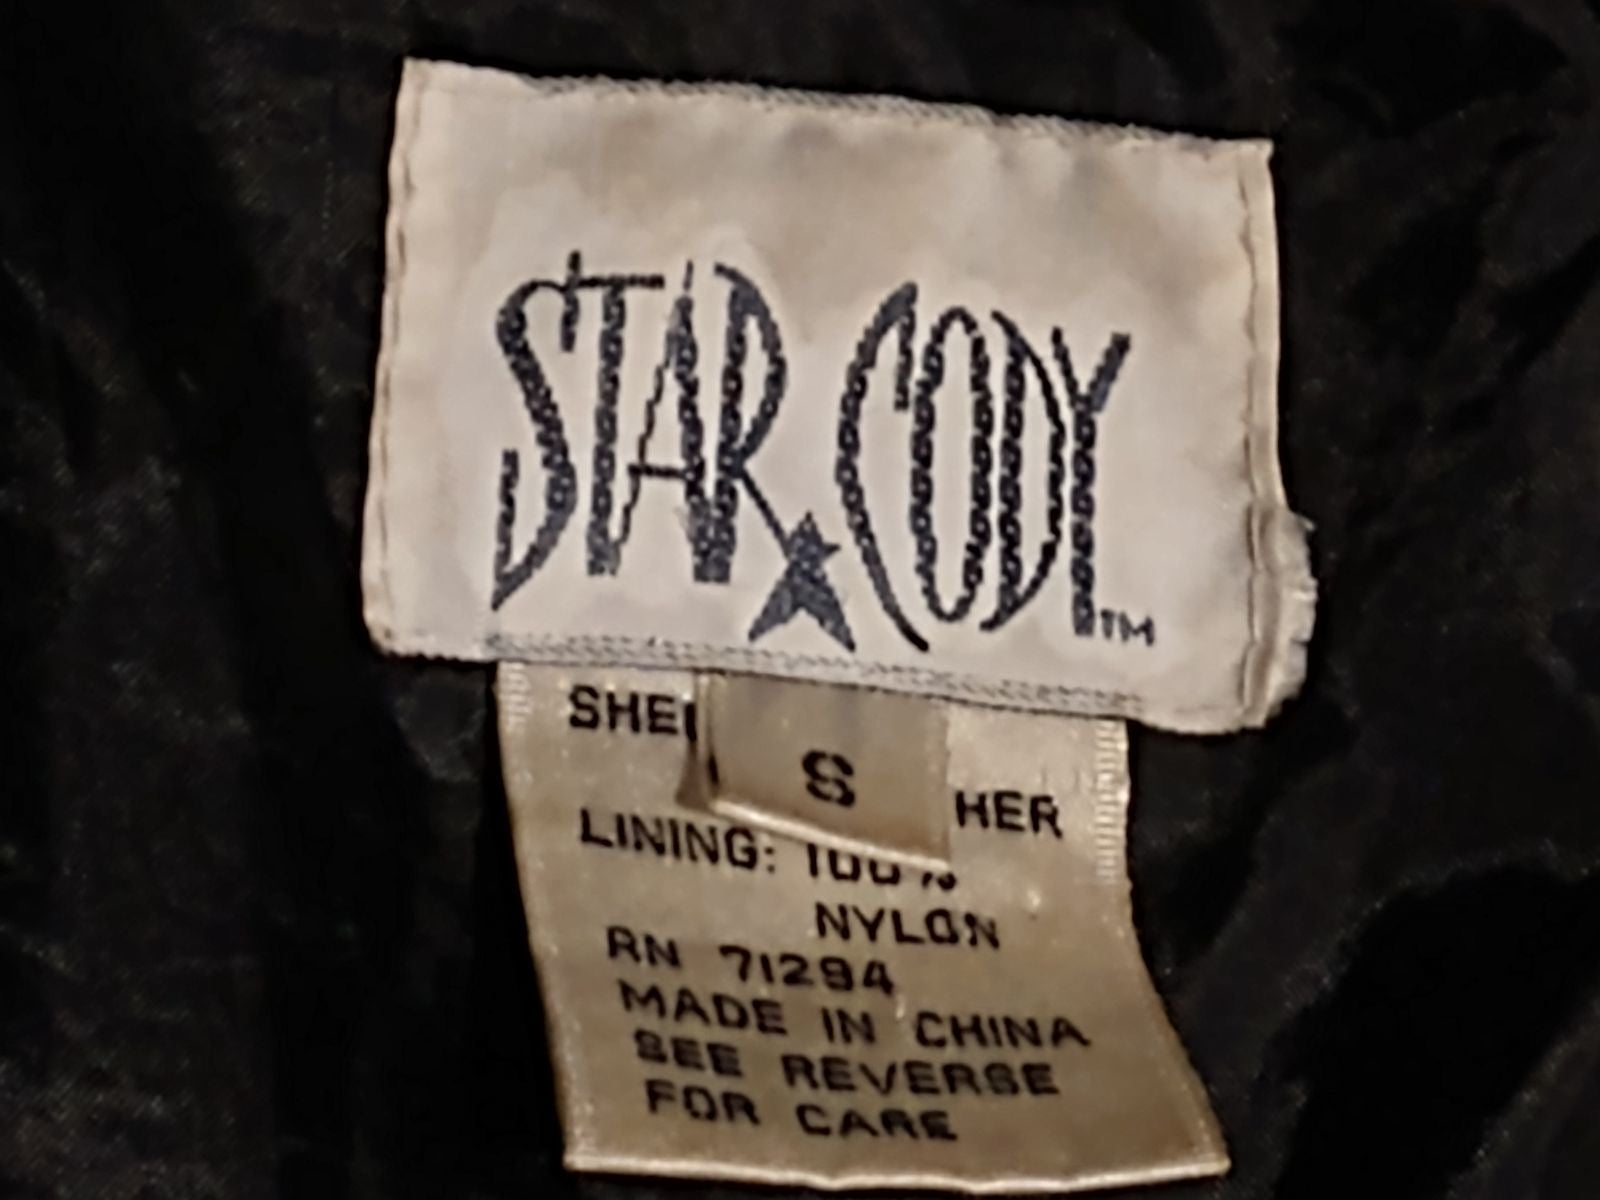 STAR CODY TM
SHE
S
HER
LINING: 100%
NYLON
RN 71294
MADE IN CHINA
SEE REVERSE
FOR CARE